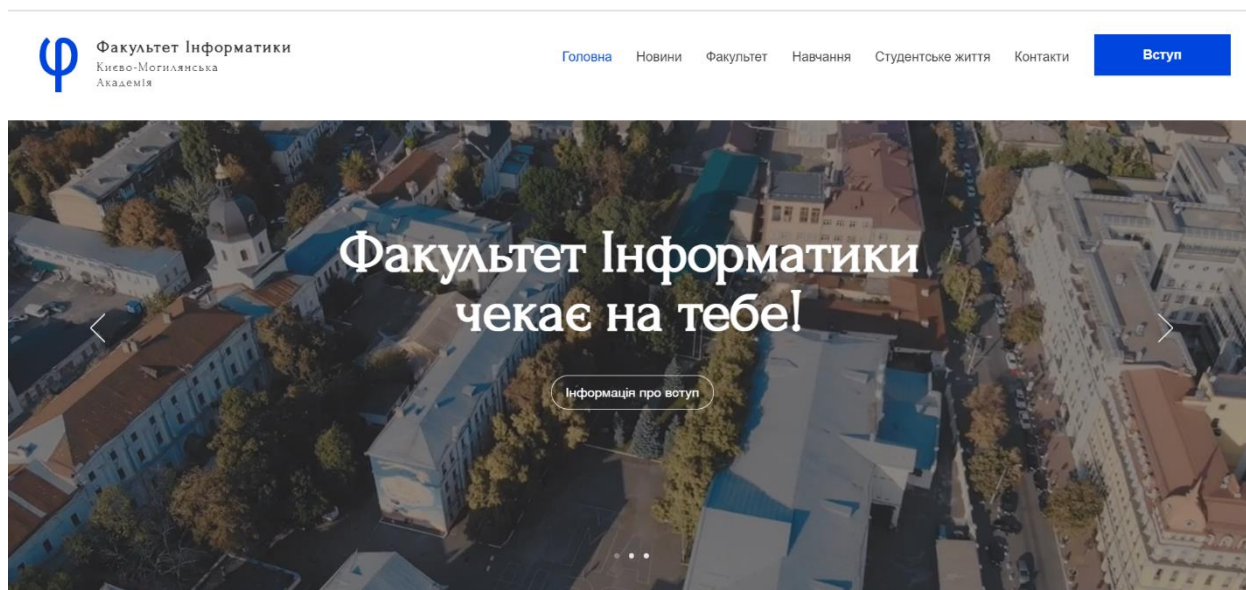 φ
Факультет Інформатики
Києво-Могилянська
Академія
Головна Новини Факультет Навчання Студентське життя Контакти Вступ
Факультет Інформатики
чекає на тебе!
Інформація про вступ